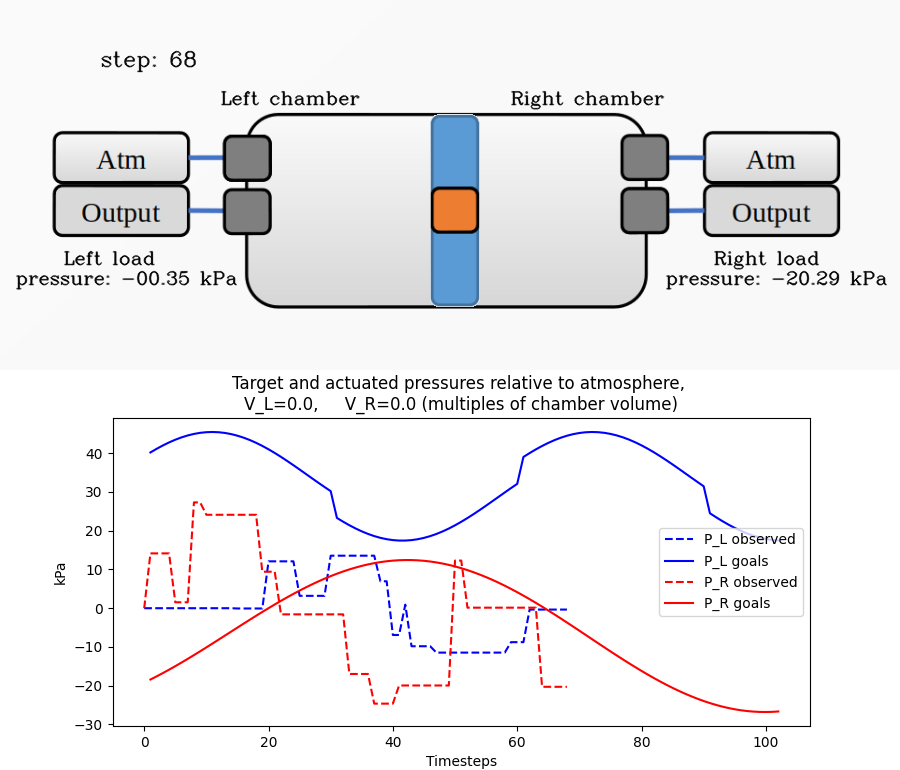 step: 68
Left chamber
Right chamber
Atm
Atm
Output
Output
Left load
pressure: −00.35 kPa
Right load
pressure: −20.29 kPa
Target and actuated pressures relative to atmosphere,
V_L=0.0,     V_R=0.0 (multiples of chamber volume)
kPa
40
30
20
10
0
−10
−20
−30
P_L observed
P_L goals
P_R observed
P_R goals
0
20
40
60
80
100
Timesteps